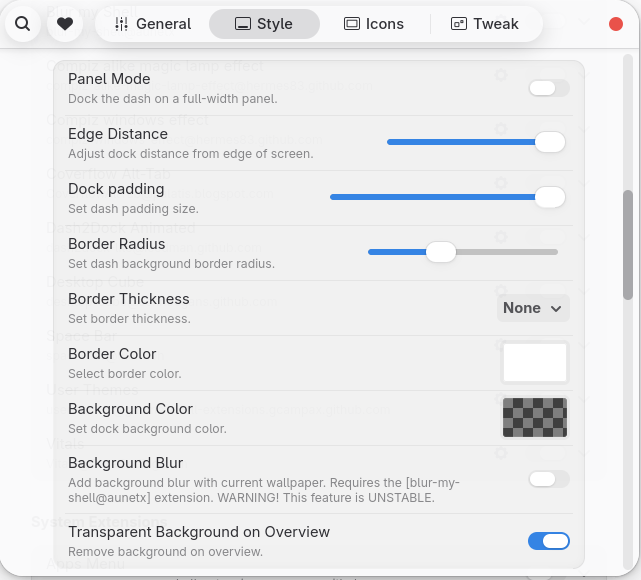 General
Style
Icons
Tweak
Panel Mode
Dock the dash on a full-width panel.
Edge Distance
Adjust dock distance from edge of screen.
Dock padding
Set dash padding size.
Border Radius
Set dash background border radius.
Border Thickness
Set border thickness.
None
Border Color
Select border color.
Background Color
Set dock background color.
Background Blur
Add background blur with current wallpaper. Requires the [blur-my-
shell@aunetx] extension. WARNING! This feature is UNSTABLE.
Transparent Background on Overview
Remove background on overview.